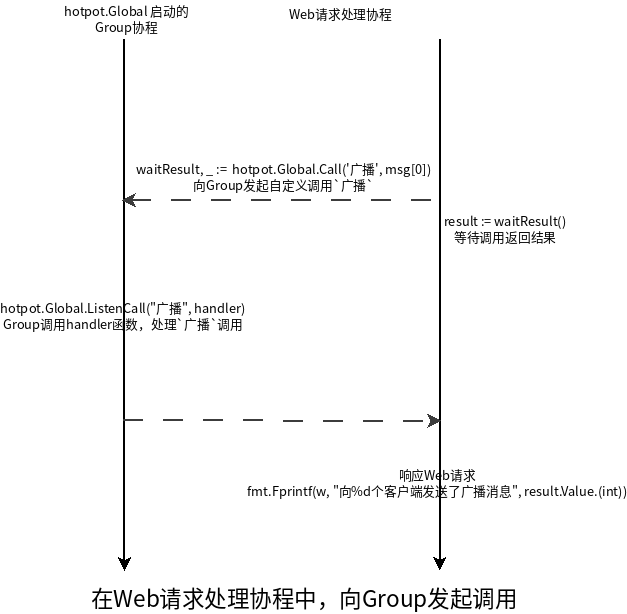 hotpot.Global 启动的
Group协程
Web请求处理协程
waitResult, _ := hotpot.Global.Call('广播', msg[0])
向Group发起自定义调用`广播`
result := waitResult()
等待调用返回结果
hotpot.Global.ListenCall("广播", handler)
Group调用handler函数，处理`广播`调用
响应Web请求
fmt.Fprintf(w, "向%d个客户端发送了广播消息", result.Value.(int))
在Web请求处理协程中，向Group发起调用